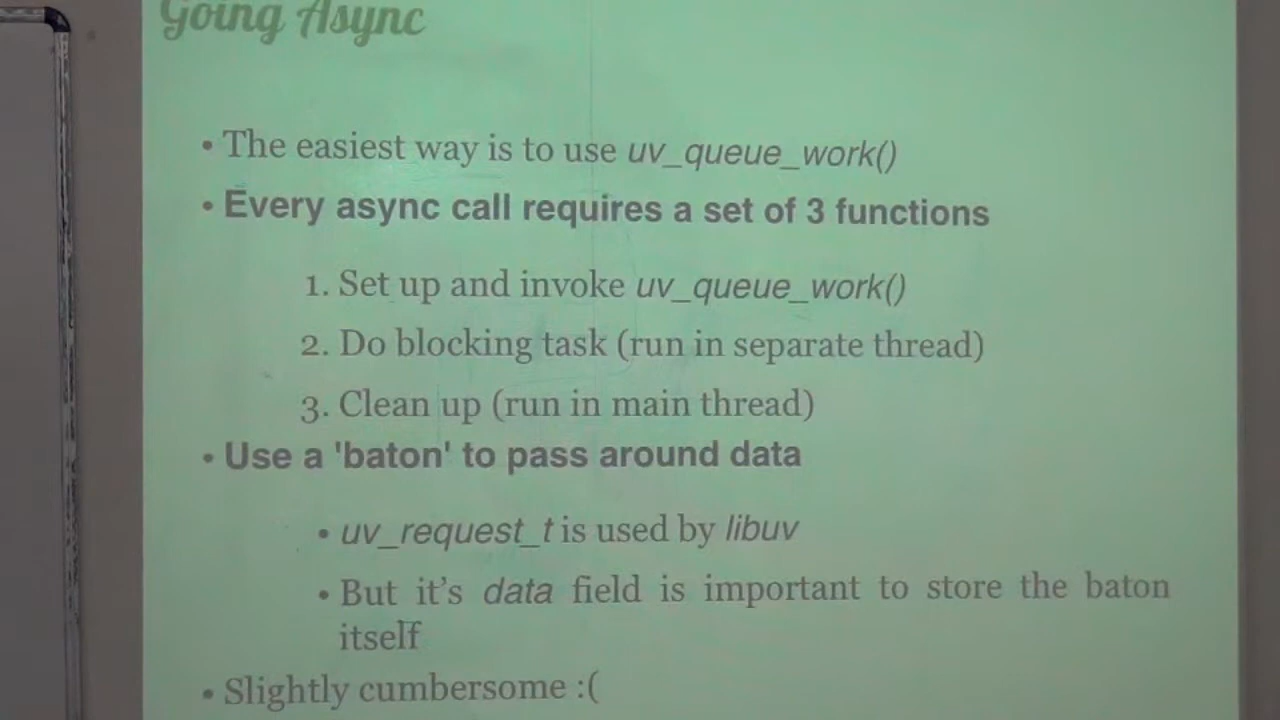 Going Async
• The easiest way is to use uv_queue_work()
• Every async call requires a set of 3 functions
1. Set up and invoke uv_queue_work()
2. Do blocking task (run in separate thread)
3. Clean up (run in main thread)
• Use a 'baton' to pass around data
• uv_request_t is used by libuv
• But it's data field is important to store the baton
itself
• Slightly cumbersome :(